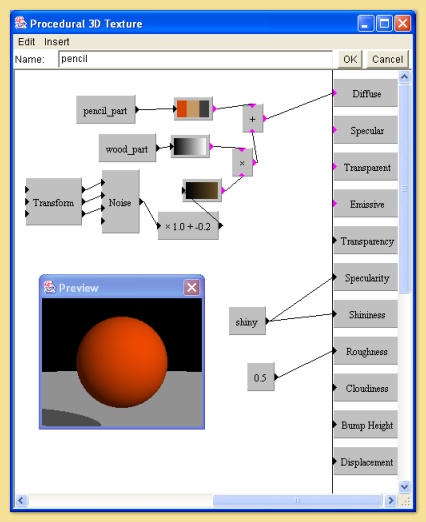 Procedural 3D Texture
Edit Insert
Name: pencil OK Cancel
pencil_part
+
Diffuse
wood_part
×
Specular
Transparent
Transform
Noise
Emissive
× 1.0 + -0.2
Transparency
Preview
Specularity
shiny
Shininess
Roughness
0.5
Cloudiness
Bump Height
Displacement